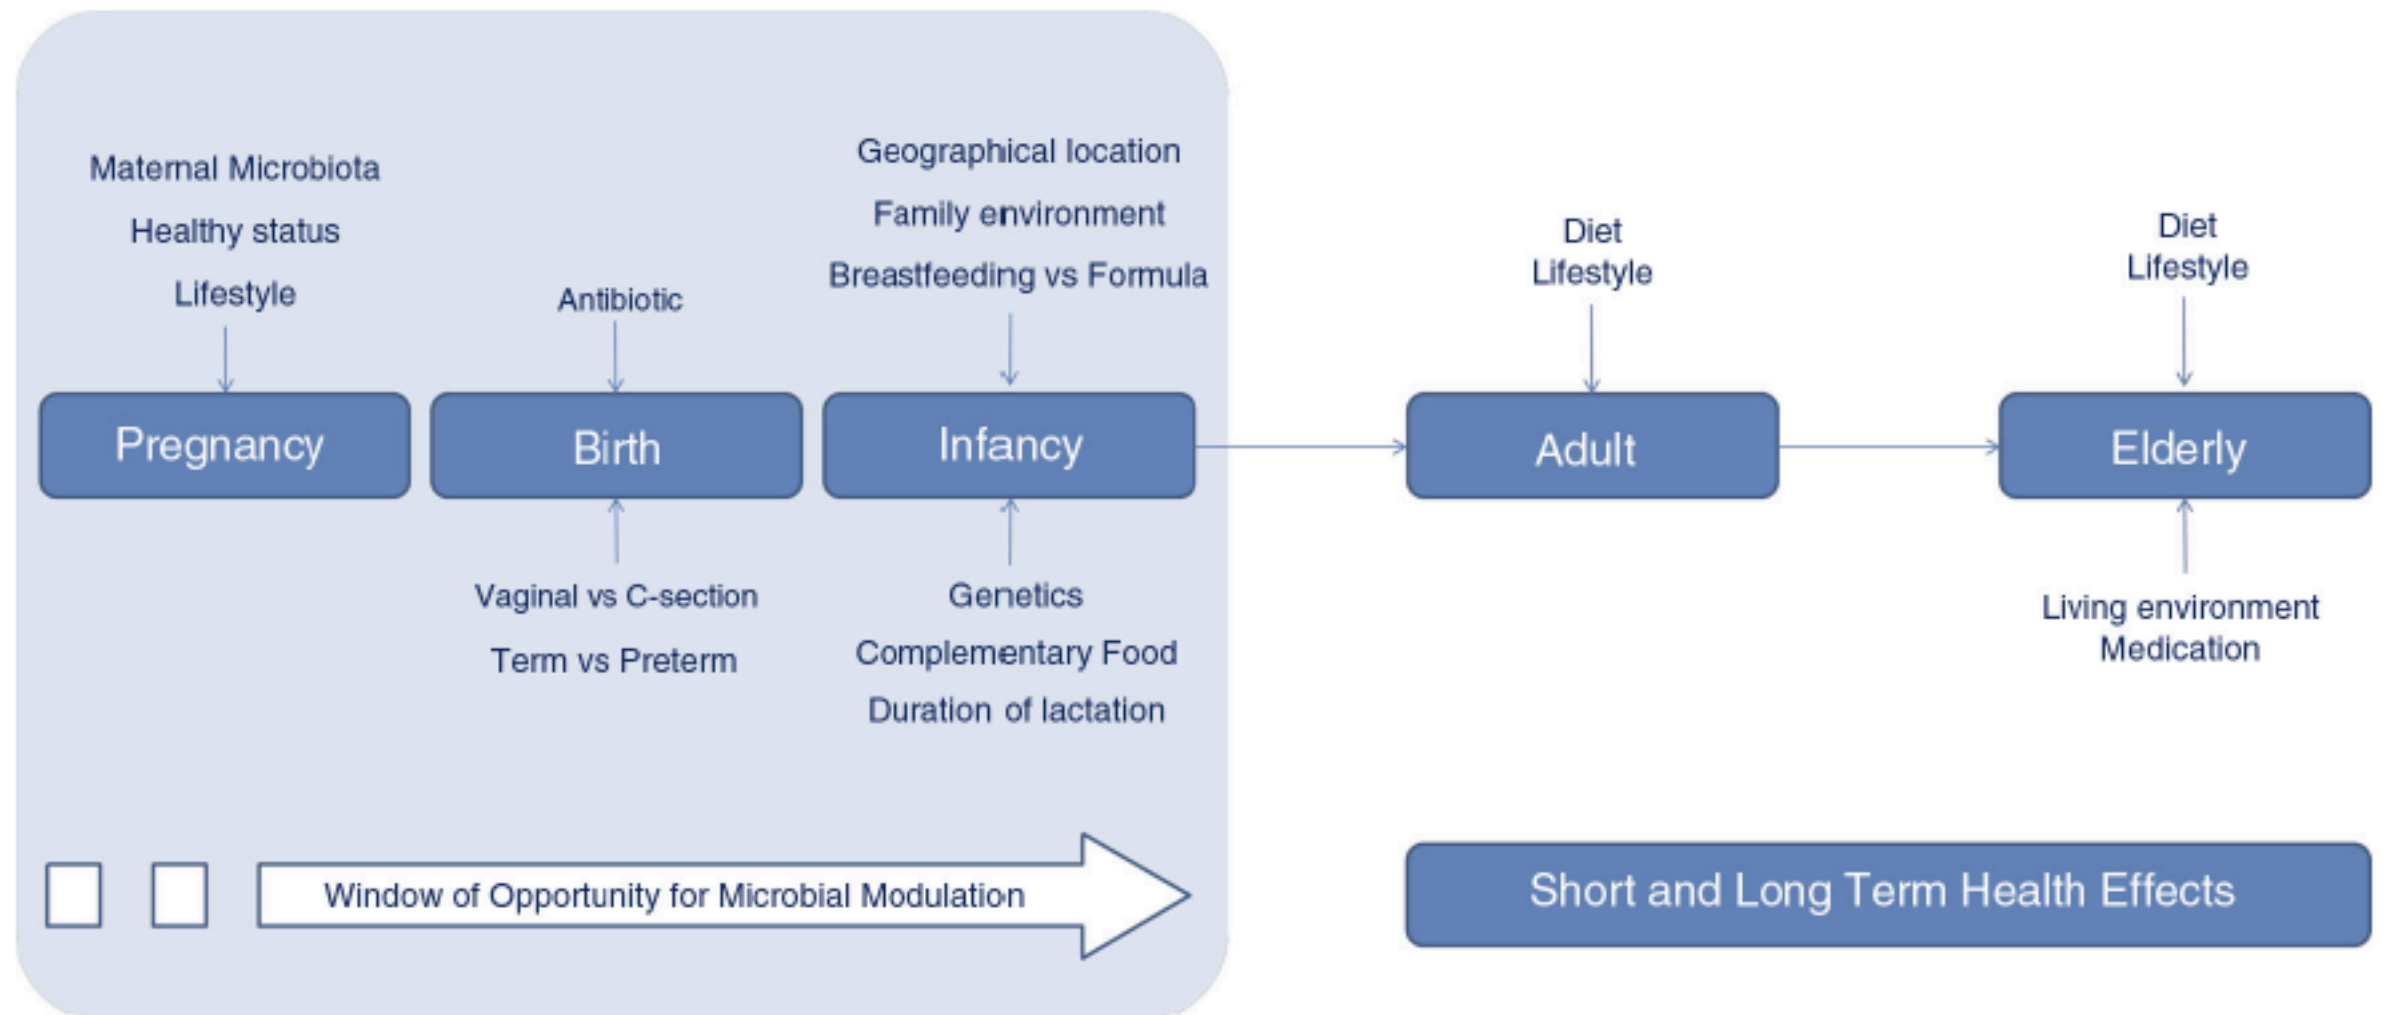 Maternal Microbiota
Healthy status
Lifestyle
Antibiotic
Geographical location
Family environment
Breastfeeding vs Formula
Diet
Lifestyle
Diet
Lifestyle
Pregnancy
Birth
Infancy
Adult
Elderly
Vaginal vs C-section
Term vs Preterm
Genetics
Complementary Food
Duration of lactation
Living environment
Medication
Window of Opportunity for Microbial Modulation
Short and Long Term Health Effects